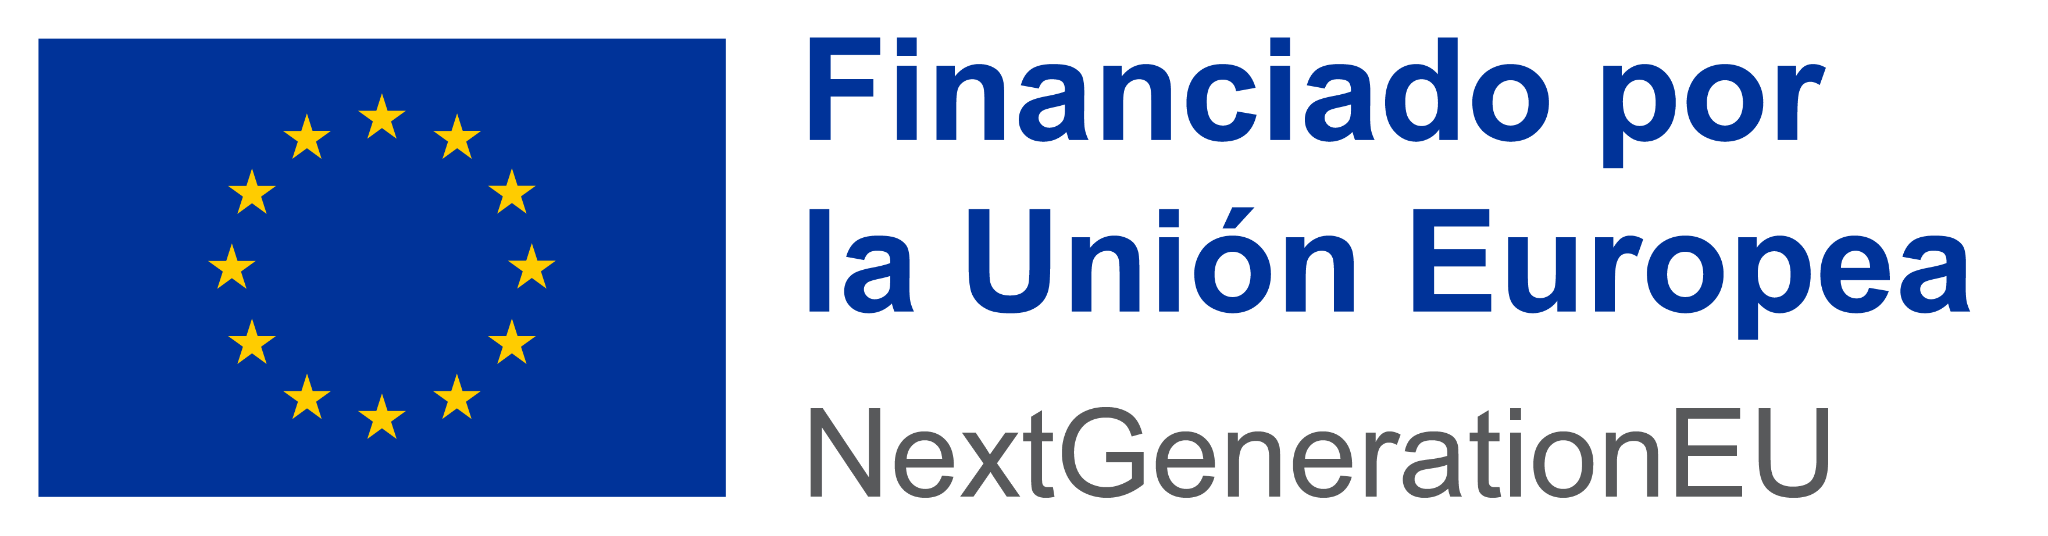 Financiado por
la Unión Europea
NextGenerationEU